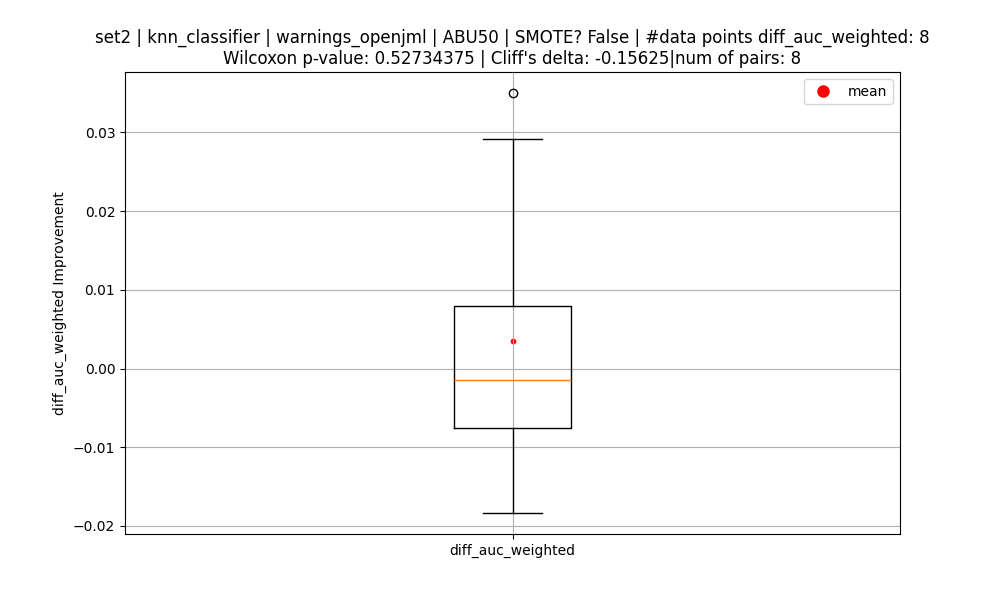 set2 | knn_classifier | warnings_openjml | ABU50 | SMOTE? False | #data points diff_auc_weighted: 8
Wilcoxon p-value: 0.52734375 | Cliff's delta: -0.15625|num of pairs: 8
mean
0.03
0.02
0.01
0.00
−0.01
−0.02
diff_auc_weighted Improvement
diff_auc_weighted